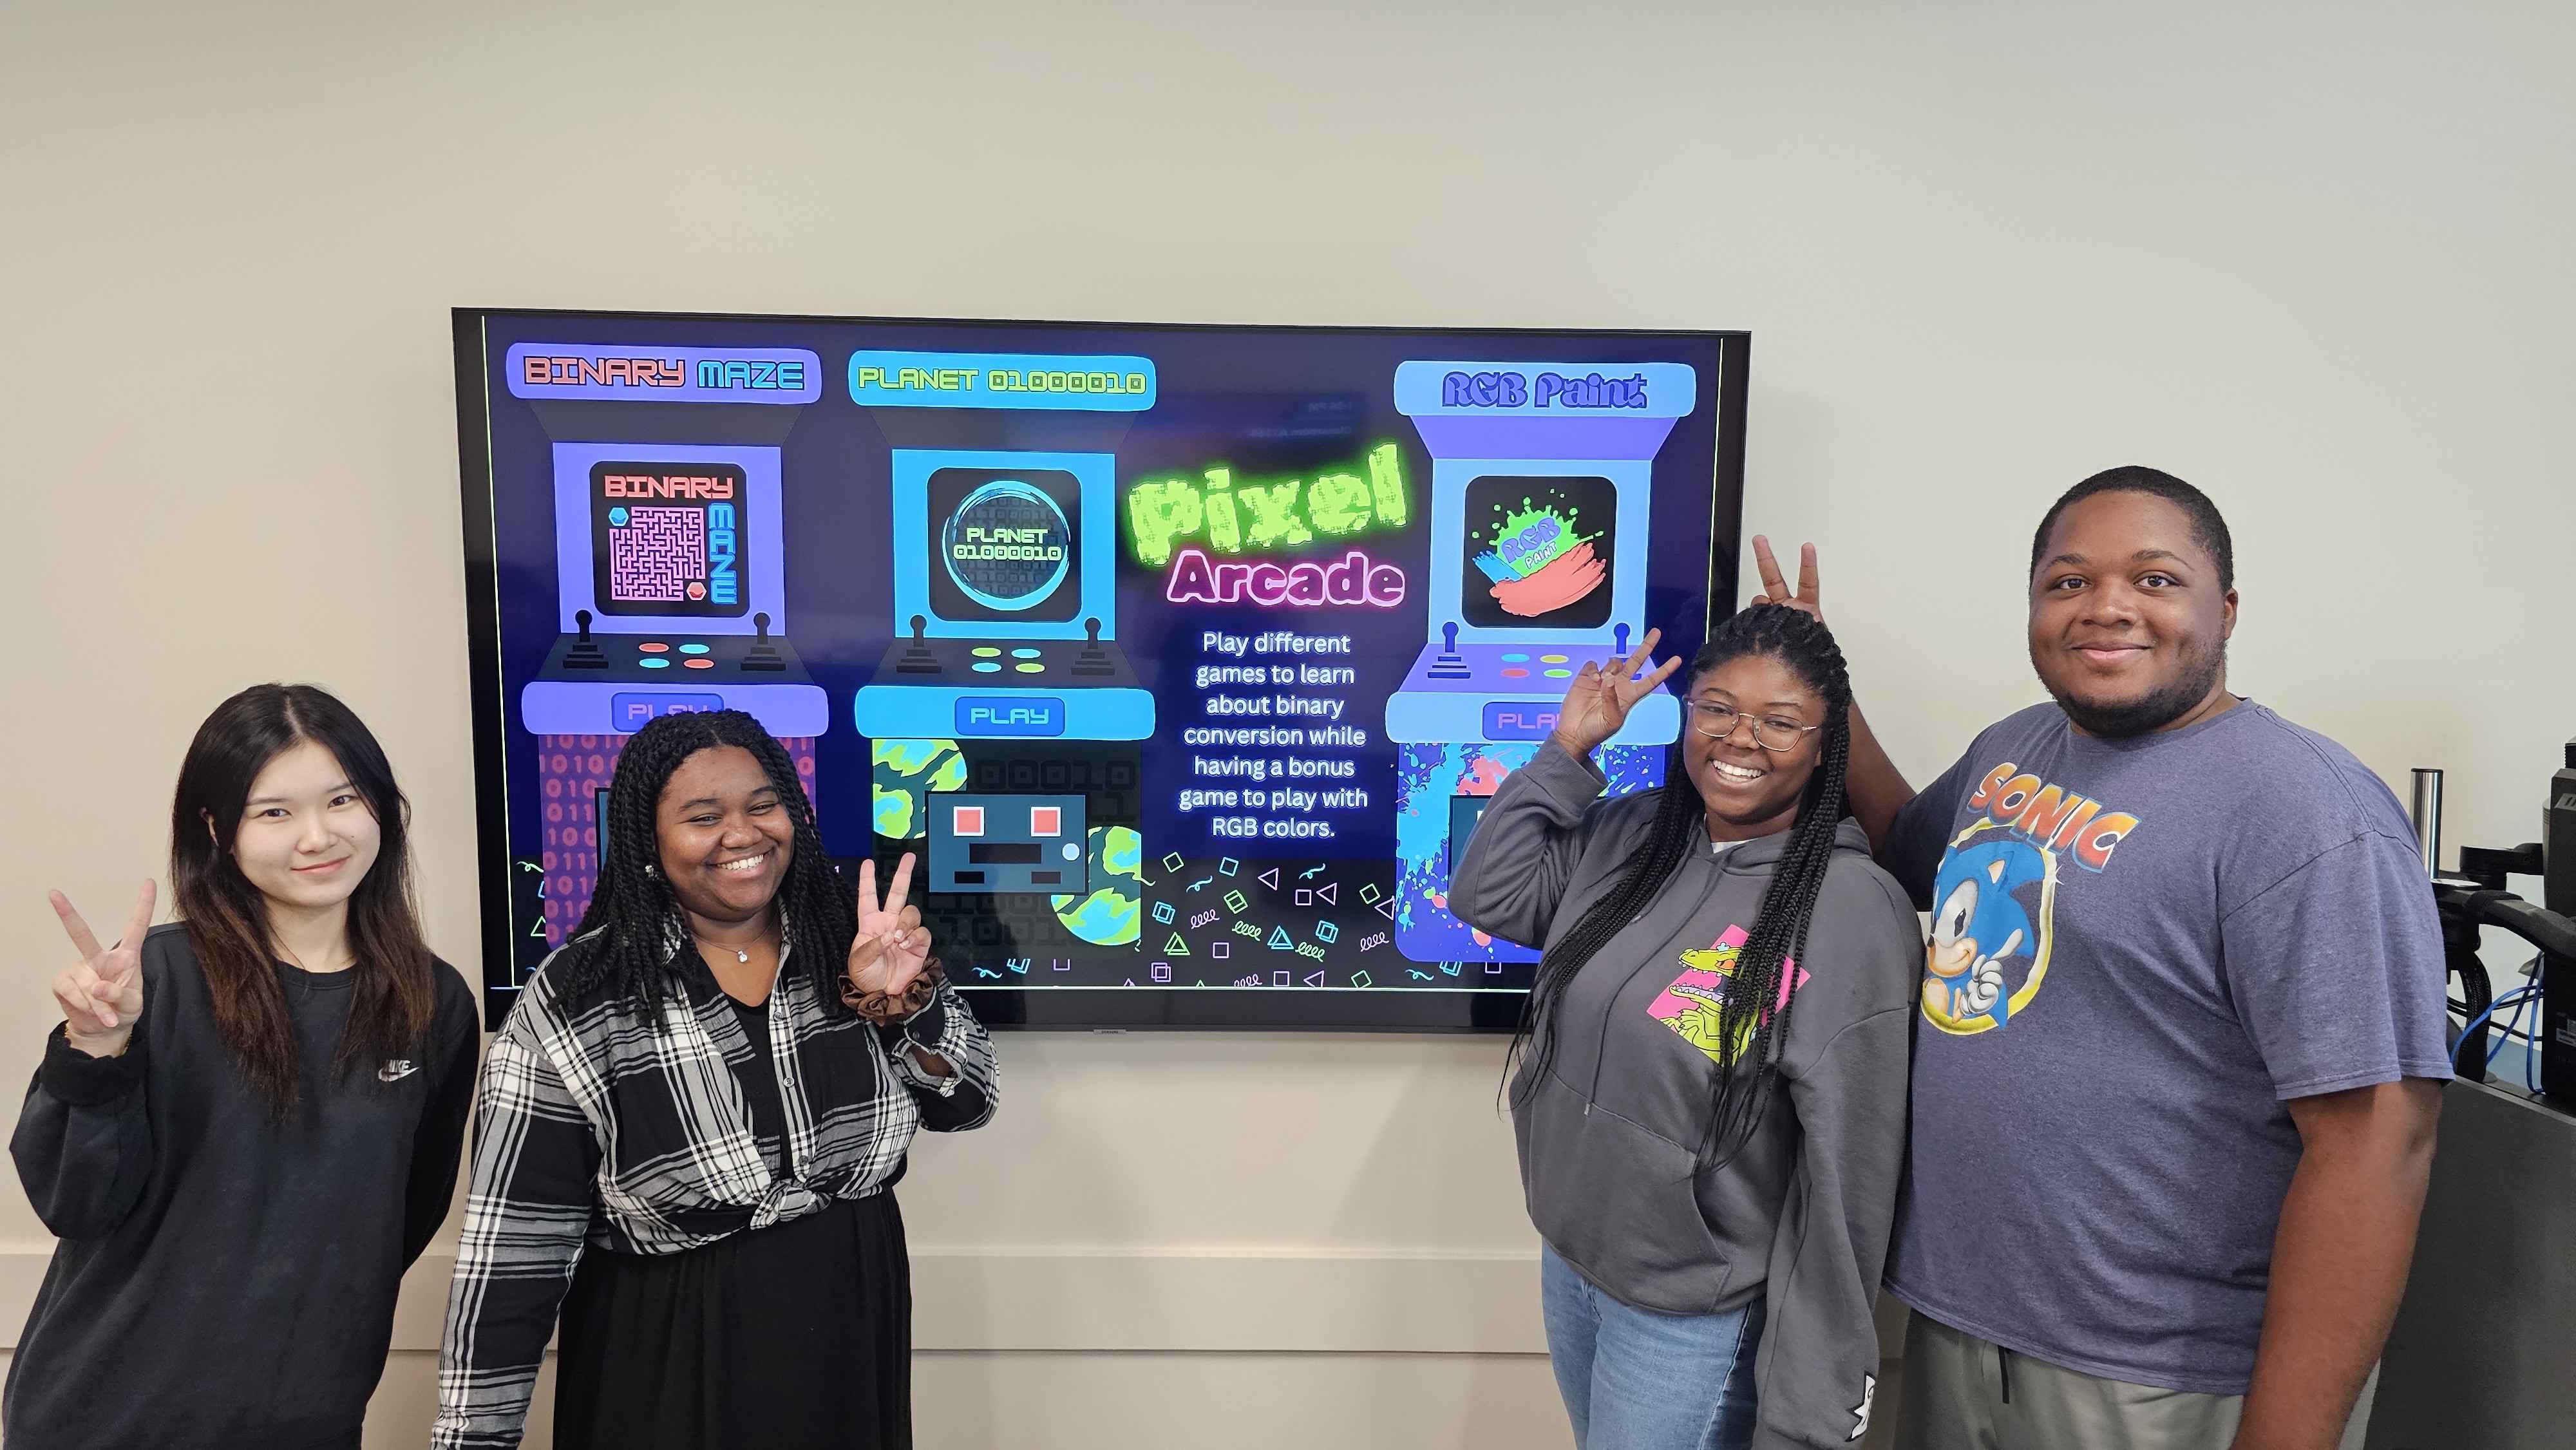 BINARY MAZE
PLANET 01000010
RGB Paint
BINARY
MAZE
PLANET
01000010
RGB
PAINT
Pixel
Arcade
Play different
games to learn
about binary
conversion while
having a bonus
game to play with
RGB colors.
PLAY
PLAY
SONIC
NIKE